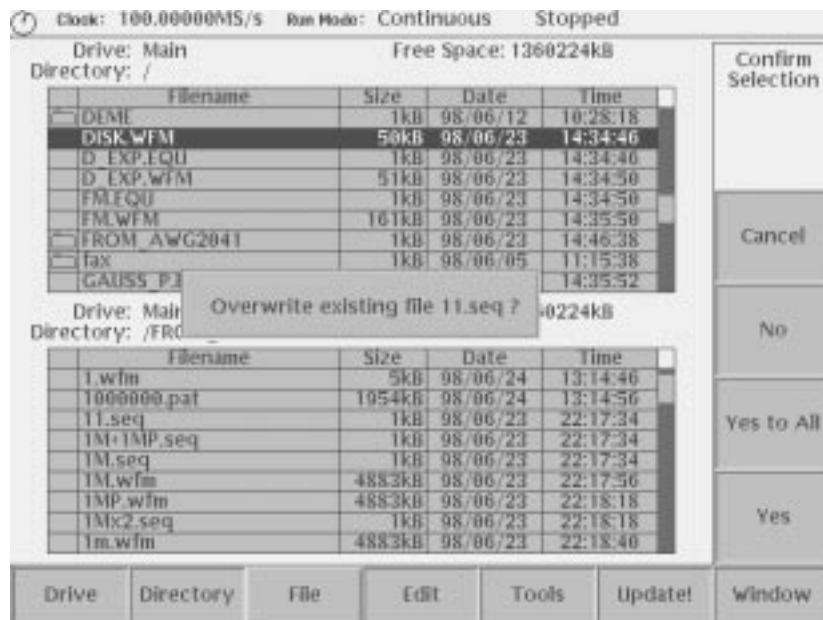 Clock: 100.00000MS/s Run Mode: Continuous Stopped
Drive: Main Free Space: 1360224kB
Directory: /
Filename Size Date Time
DEME 1kB 98/06/12 10:28:18
DISK.WFM 50kB 98/06/23 14:34:46
D_EXP.EQU 1kB 98/06/23 14:34:46
D_EXP.WFM 51kB 98/06/23 14:34:50
FM.EQU 1kB 98/06/23 14:34:50
FM.WFM 161kB 98/06/23 14:35:50
FROM_AWG2041 1kB 98/06/23 14:46:38
fax 1kB 98/06/05 11:15:38
GAUSS_P. 14:35:52
Overwrite existing file 11.seq ?
Drive: Main 0224kB
Directory: /FRO
Filename Size Date Time
1.wfm 5kB 98/06/24 13:14:46
1000000.pat 1954kB 98/06/24 13:14:56
11.seq 1kB 98/06/23 22:17:34
1M+1MP.seq 1kB 98/06/23 22:17:34
1M.seq 1kB 98/06/23 22:17:34
1M.wfm 4883kB 98/06/23 22:17:56
1MP.wfm 4883kB 98/06/23 22:18:18
1Mx2.seq 1kB 98/06/23 22:18:18
1m.wfm 4883kB 98/06/23 22:18:40
Confirm
Selection
Cancel
No
Yes to All
Yes
Drive Directory File Edit Tools Update! Window